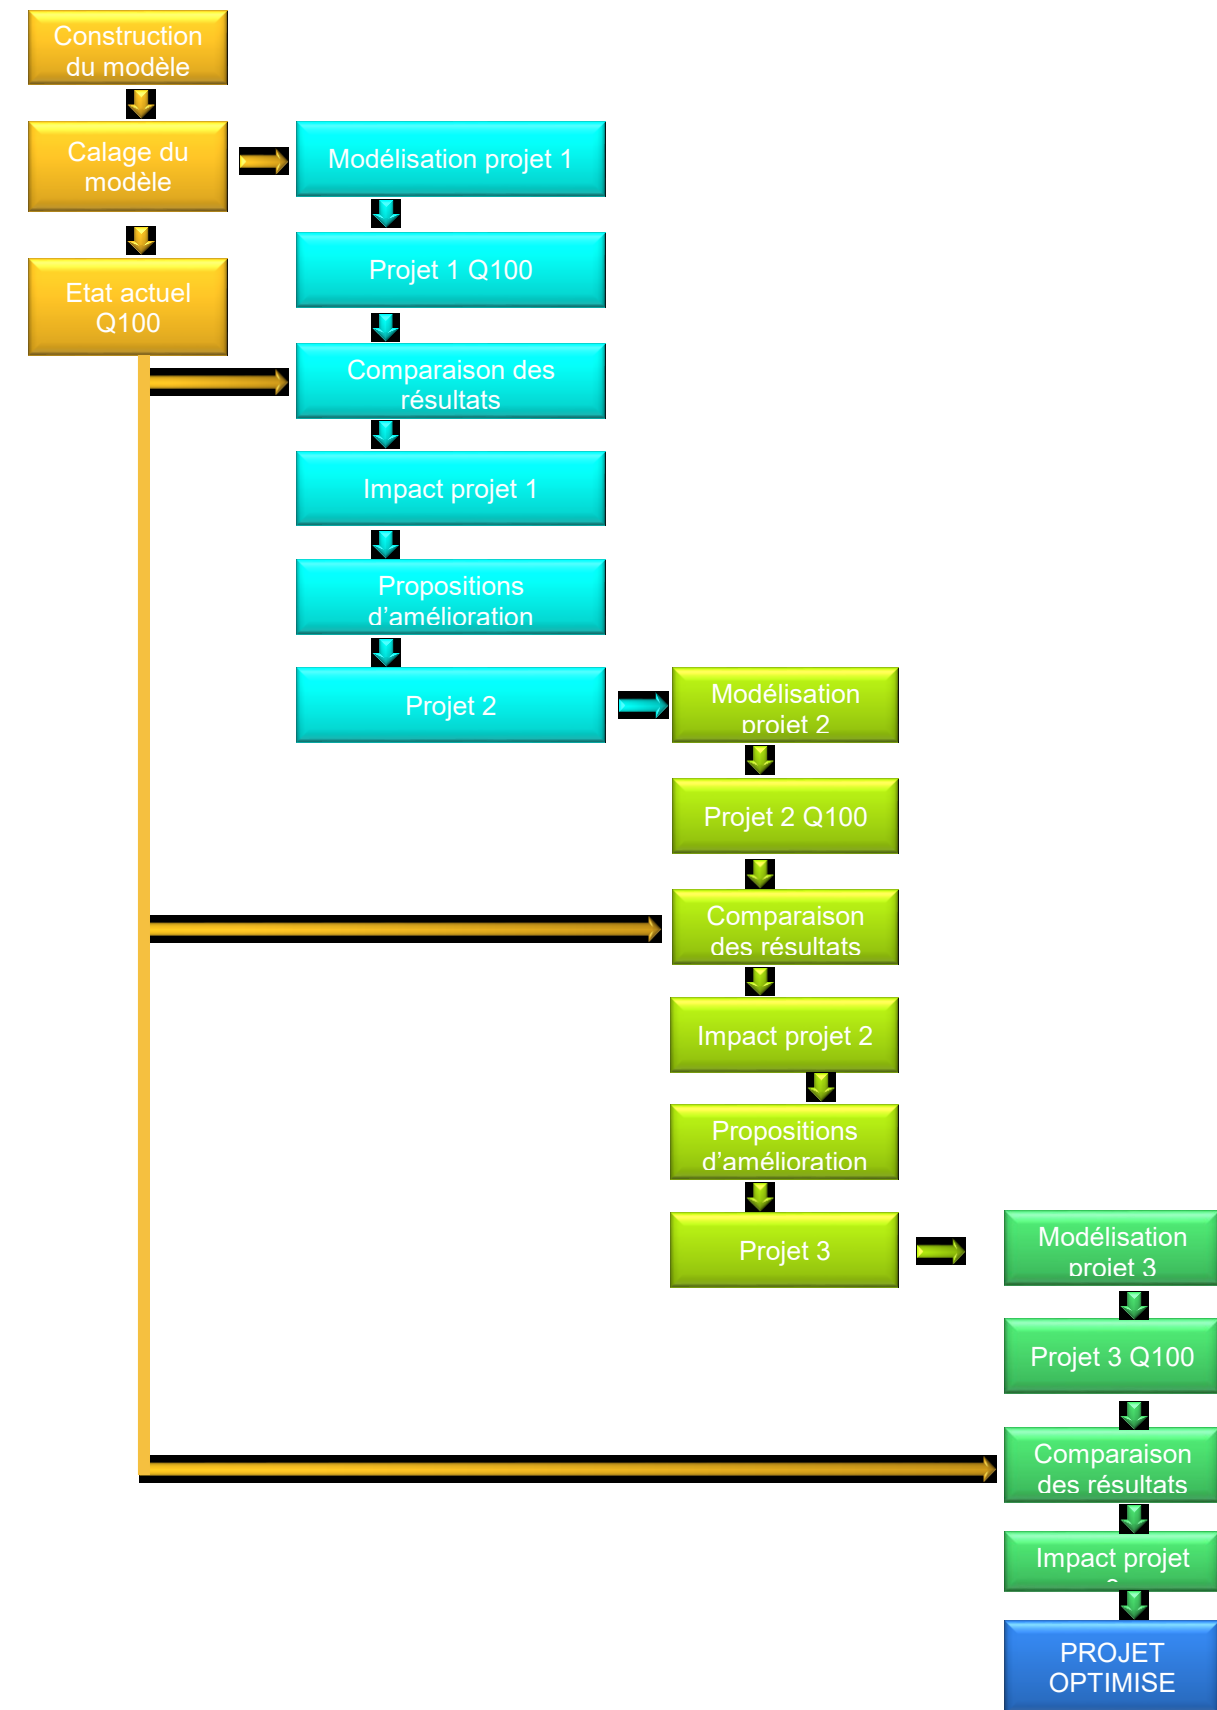 Construction
du modèle
Calage du
modèle
Etat actuel
Q100
Modélisation projet 1
Projet 1 Q100
Comparaison des
résultats
Impact projet 1
Propositions
d’amélioration
Projet 2
Modélisation
projet 2
Projet 2 Q100
Comparaison
des résultats
Impact projet 2
Propositions
d’amélioration
Projet 3
Modélisation
projet 3
Projet 3 Q100
Comparaison
des résultats
Impact projet
PROJET
OPTIMISE